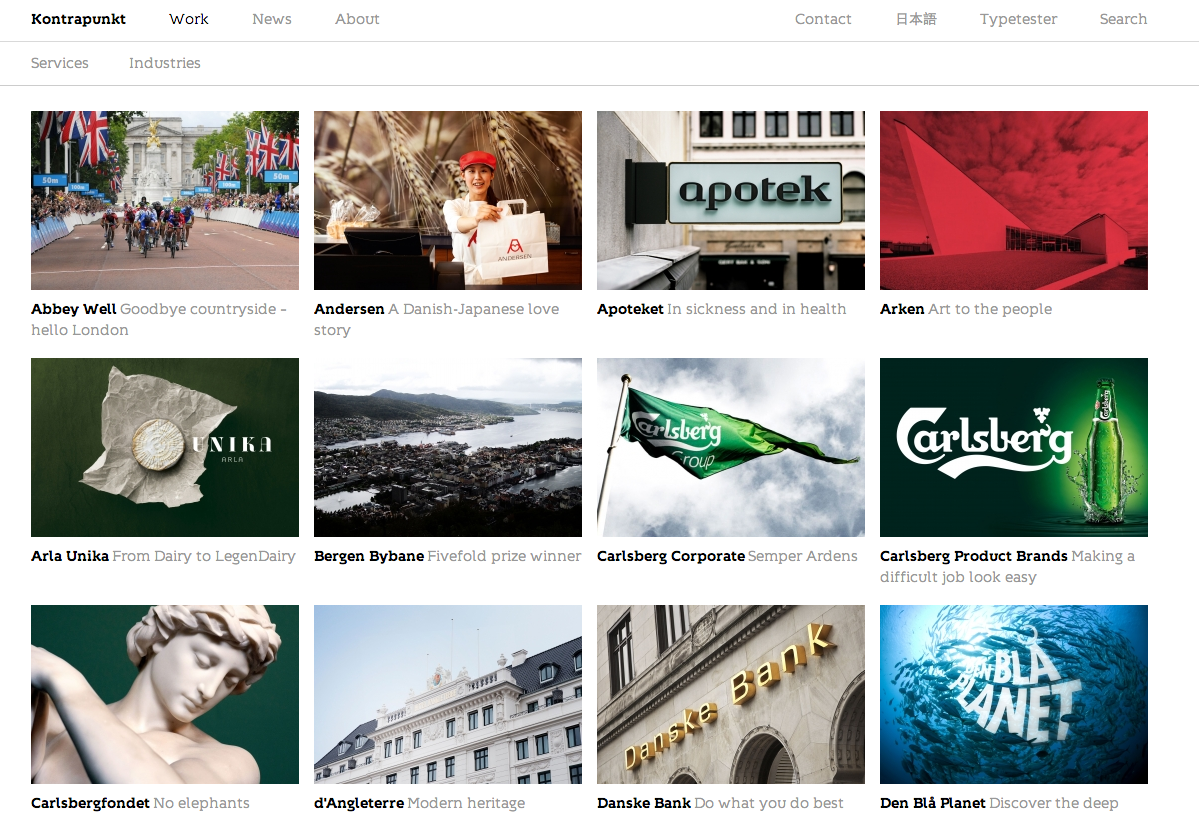 Kontrapunkt Work News About Contact 日本語 Typetester Search
Services Industries
50m
50m
ANDERSEN
apotek
Abbey Well Goodbye countryside –
hello London
Andersen A Danish-Japanese love
story
Apoteket In sickness and in health
Arken Art to the people
UNIKA
ARLA
Carlsberg
Group
Carlsberg
Arla Unika From Dairy to LegenDairy
Bergen Bybane Fivefold prize winner
Carlsberg Corporate Semper Ardens
Carlsberg Product Brands Making a
difficult job look easy
Danske Bank
DEN BLÅ
PLANET
Carlsbergfondet No elephants
d'Angleterre Modern heritage
Danske Bank Do what you do best
Den Blå Planet Discover the deep